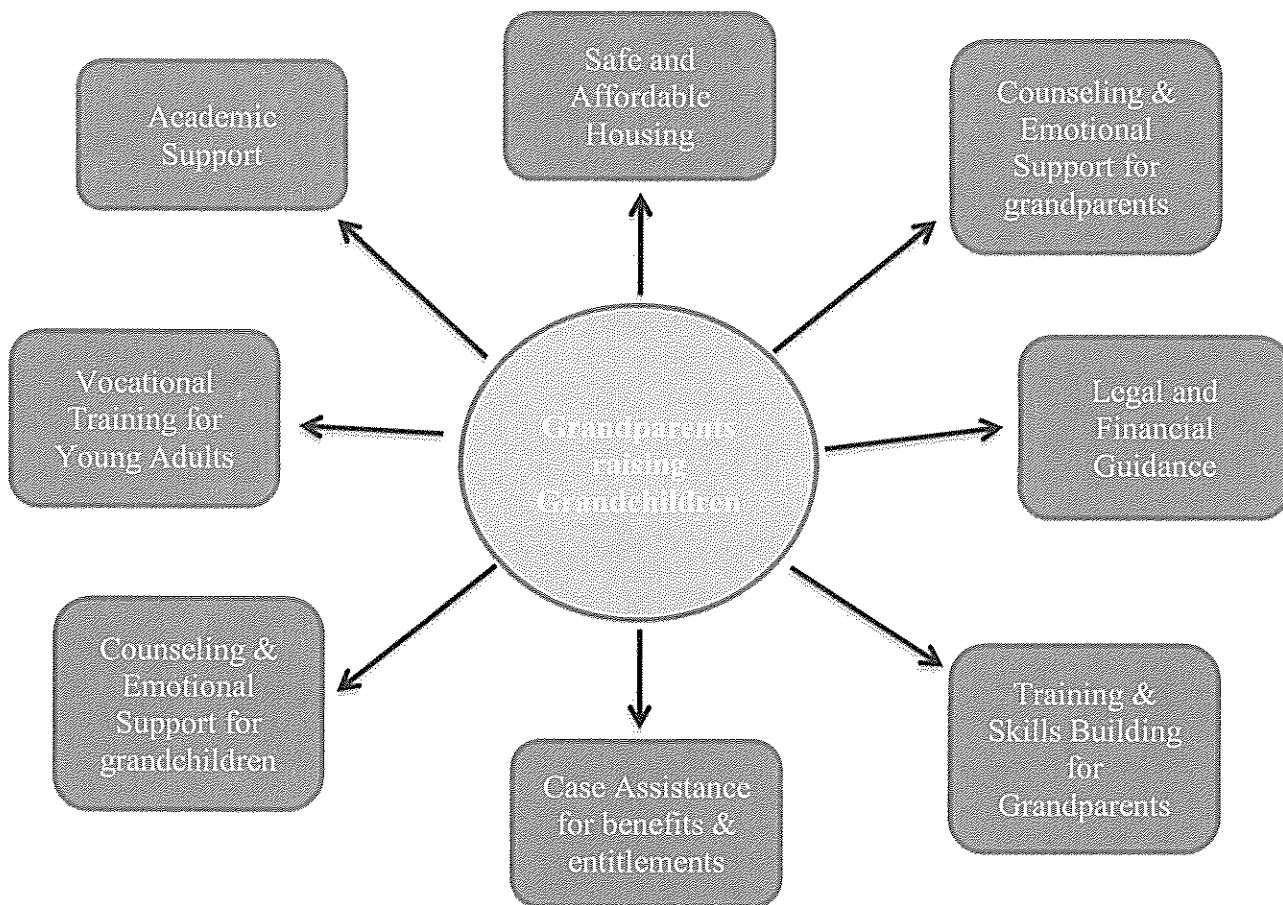 Safe and
Affordable
Housing
Academic
Support
Counseling &
Emotional
Support for
grandparents
Vocational
Training for
Young Adults
Grandparents
raising
Grandchildren
Legal and
Financial
Guidance
Counseling &
Emotional
Support for
grandchildren
Case Assistance
for benefits &
entitlements
Training &
Skills Building
for
Grandparents